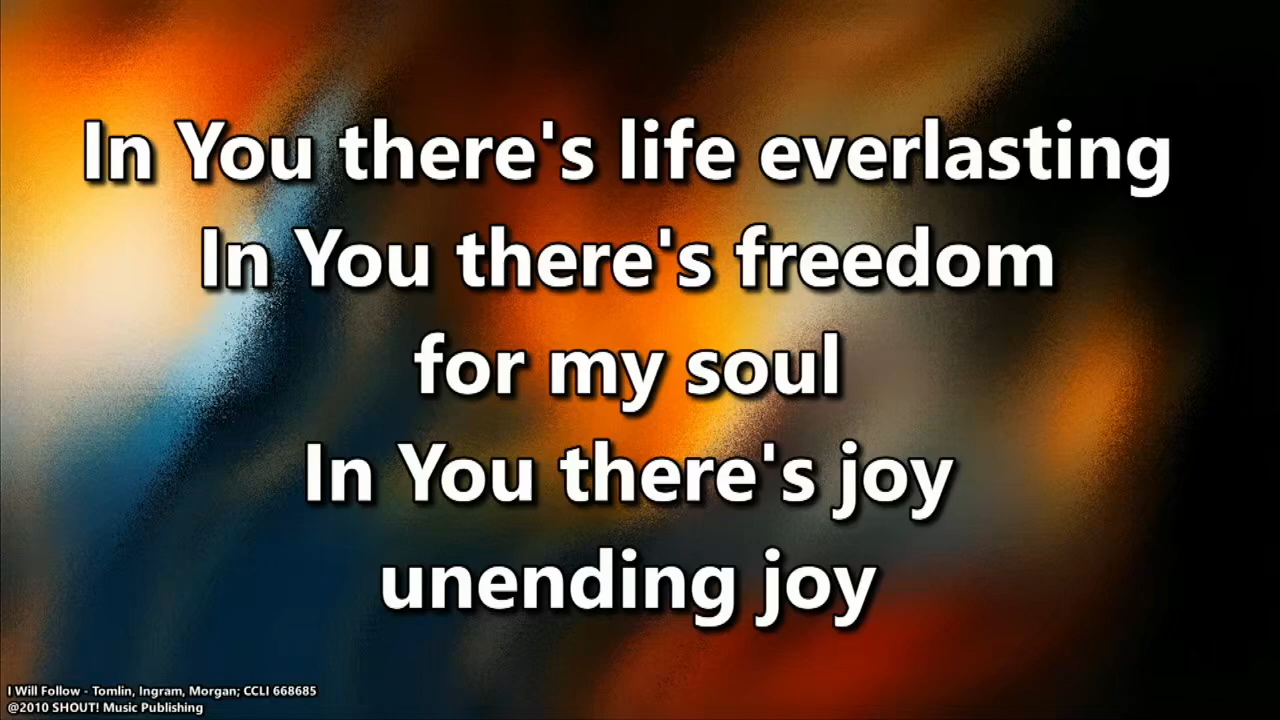 In You there's life everlasting
In You there's freedom
for my soul
In You there's joy
unending joy
I Will Follow - Tomlin, Ingram, Morgan; CCLI 668685
@2010 SHOUT! Music Publishing